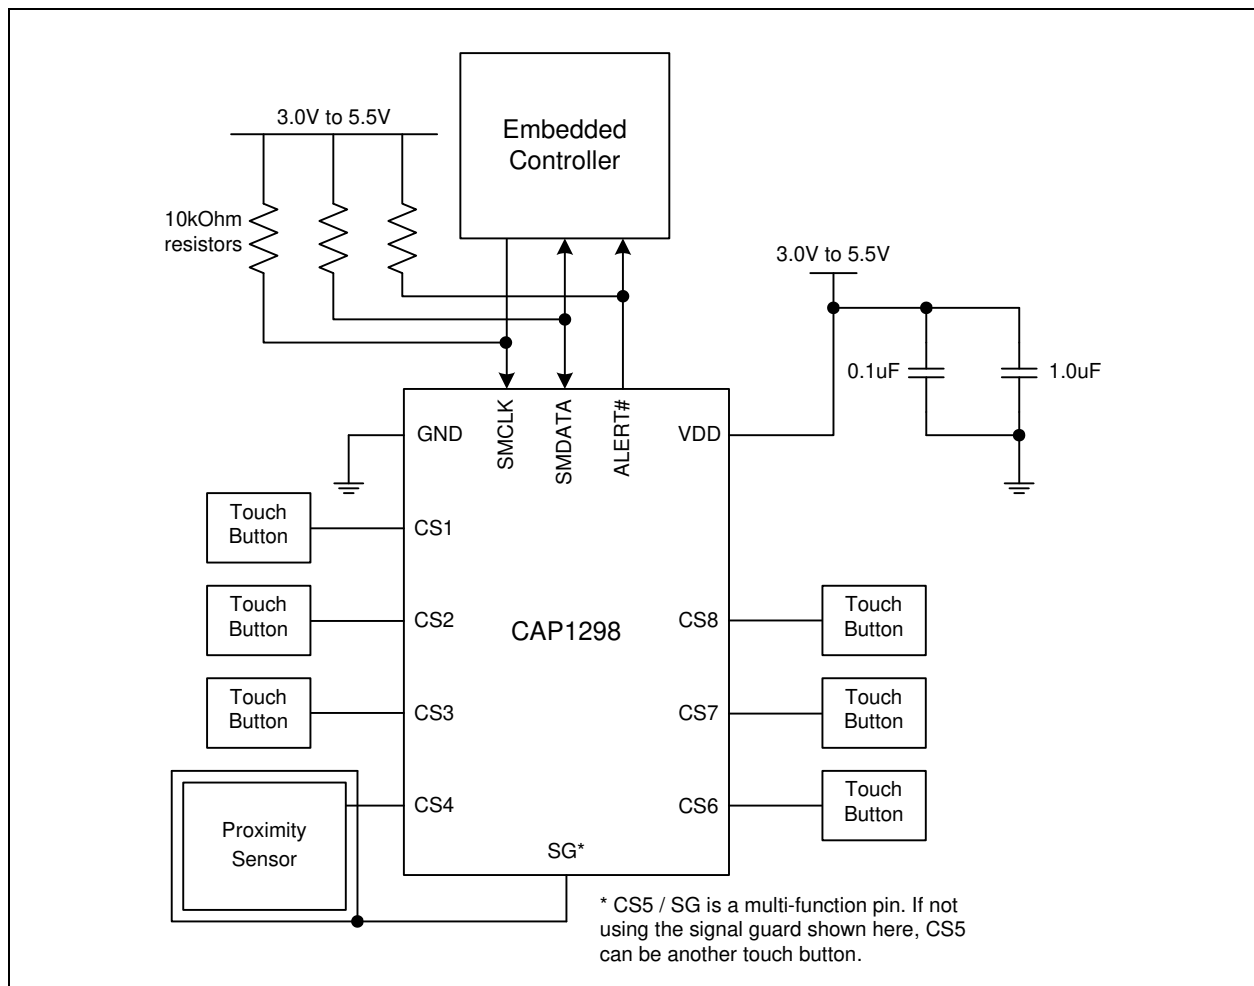 3.0V to 5.5V
Embedded
Controller
10kOhm
resistors
3.0V to 5.5V
0.1uF
1.0uF
GND
SMCLK
SMDATA
ALERT#
VDD
Touch
Button
CS1
Touch
Button
CS2
CAP1298
CS8
Touch
Button
Touch
Button
CS3
CS7
Touch
Button
Proximity
Sensor
CS4
CS6
Touch
Button
SG*
* CS5 / SG is a multi-function pin. If not
using the signal guard shown here, CS5
can be another touch button.